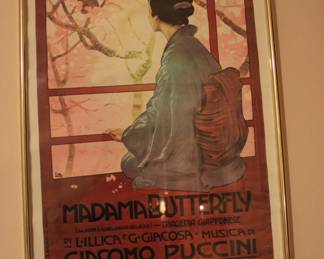 MADAMA BUTTERFLY
TRAGEDIA GIAPPONESE
DI L·ILLICA E G·GIACOSA · MUSICA DI
GIACOMO PUCCINI